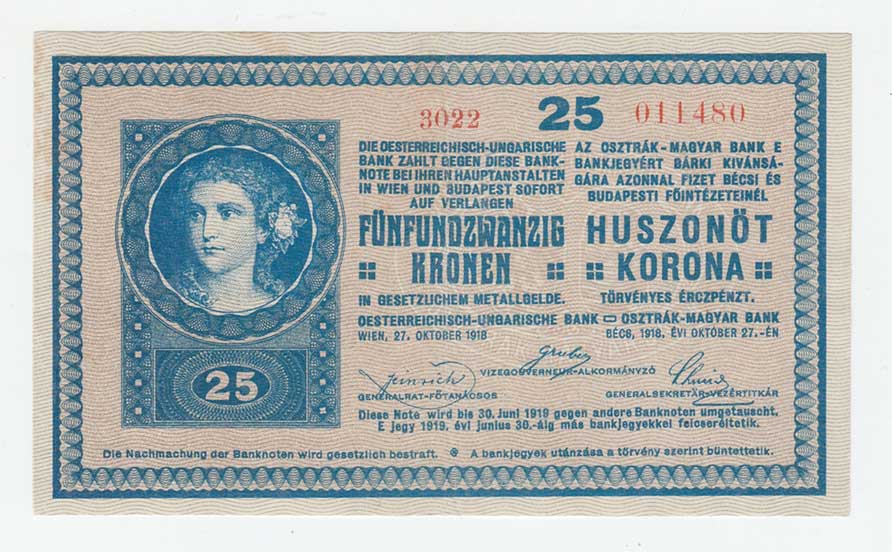 3022 25 011480
DIE OESTERREICHISCH-UNGARISCHE
BANK ZAHLT GEGEN DIESE BANK-
NOTE BEI IHREN HAUPTANSTALTEN
IN WIEN UND BUDAPEST SOFORT
AUF VERLANGEN
FÜNFUNDZWANZIG
KRONEN
IN GESETZLICHEM METALLGELDE.
AZ OSZTRÁK-MAGYAR BANK E
BANKJEGYÉRT BÁRKI KIVÁNSÁ-
GÁRA AZONNAL FIZET BÉCSI ÉS
BUDAPESTI FŐINTÉZETEINÉL
HUSZONÖT
KORONA
TÖRVÉNYES ÉRCZPÉNZT.
OESTERREICHISCH-UNGARISCHE BANK OSZTRÁK-MAGYAR BANK
WIEN, 27. OKTOBER 1918 BÉCS, 1918. ÉVI OKTÓBER 27.-ÉN
Gruber
VIZEGOUVERNEUR-ALKORMÁNYZÓ
GENERALRAT-FŐTANÁCSOS GENERALSEKRETÄR-VEZÉRTITKÁR
25
Diese Note wird bis 30. Juni 1919 gegen andere Banknoten umgetauscht.
E jegy 1919. évi junius 30.-áig más bankjegyekkel felcseréltetik.
Die Nachmachung der Banknoten wird gesetzlich bestraft. A bankjegyek utánzása a törvény szerint büntettetik.